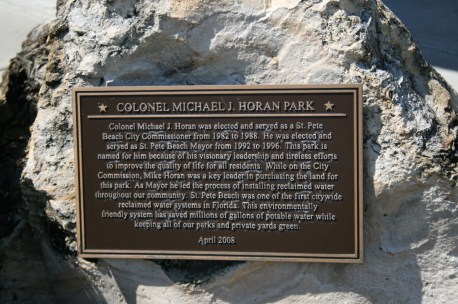 ★ COLONEL MICHAEL J. HORAN PARK ★
Colonel Michael J. Horan was elected and served as a St. Pete
Beach City Commissioner from 1982 to 1988. He was elected and
served as St. Pete Beach Mayor from 1992 to 1996. This park is
named for him because of his visionary leadership and tireless efforts
to improve the quality of life for all residents. While on the City
Commission, Mike Horan was a key leader in purchasing the land for
this park. As Mayor he led the process of installing reclaimed water
throughout our community. St. Pete Beach was one of the first citywide
reclaimed water systems in Florida. This environmentally
friendly system has saved millions of gallons of potable water while
keeping all of our parks and private yards green.
April 2008